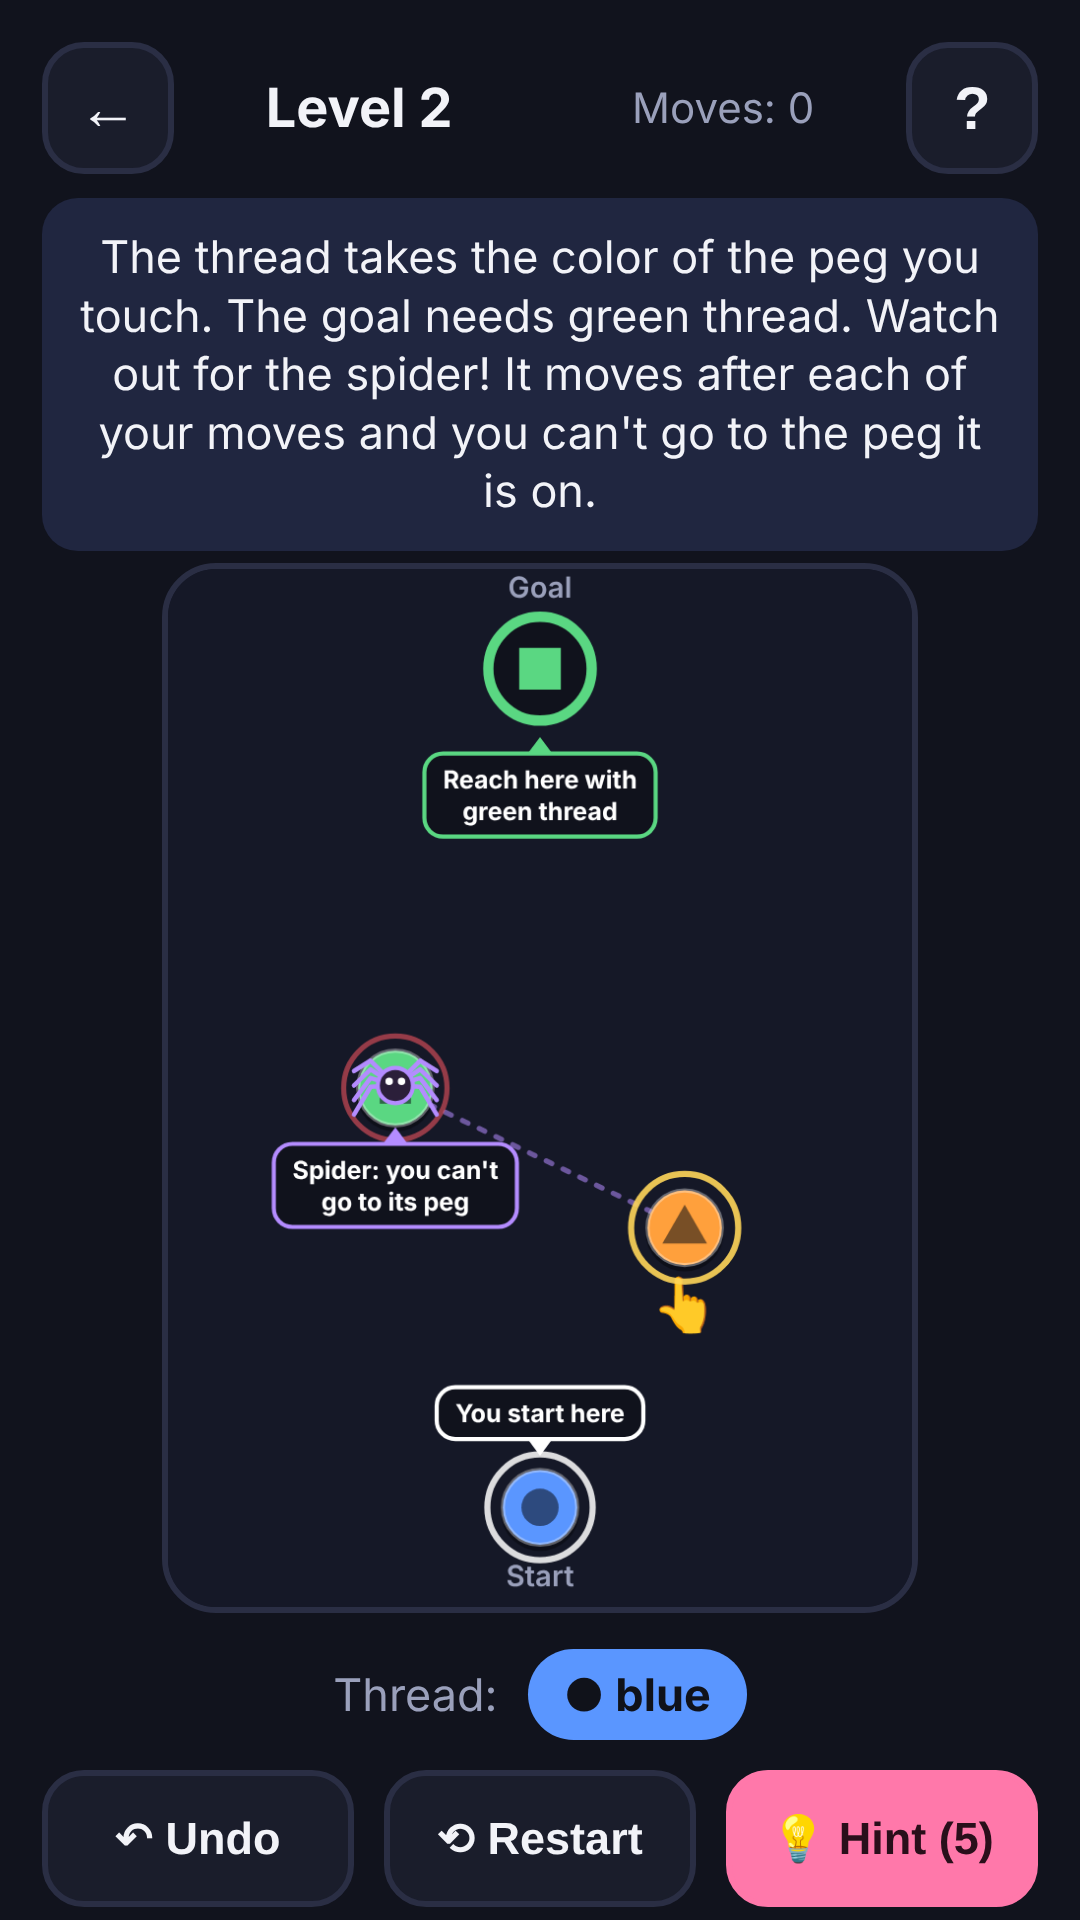 ←
Level 2
Moves: 0
?
The thread takes the color of the peg you
touch. The goal needs green thread. Watch
out for the spider! It moves after each of
your moves and you can't go to the peg it
is on.
Goal
Reach here with
green thread
Spider: you can't
go to its peg
You start here
Start
Thread:
blue
↶ Undo
⟲ Restart
💡 Hint (5)